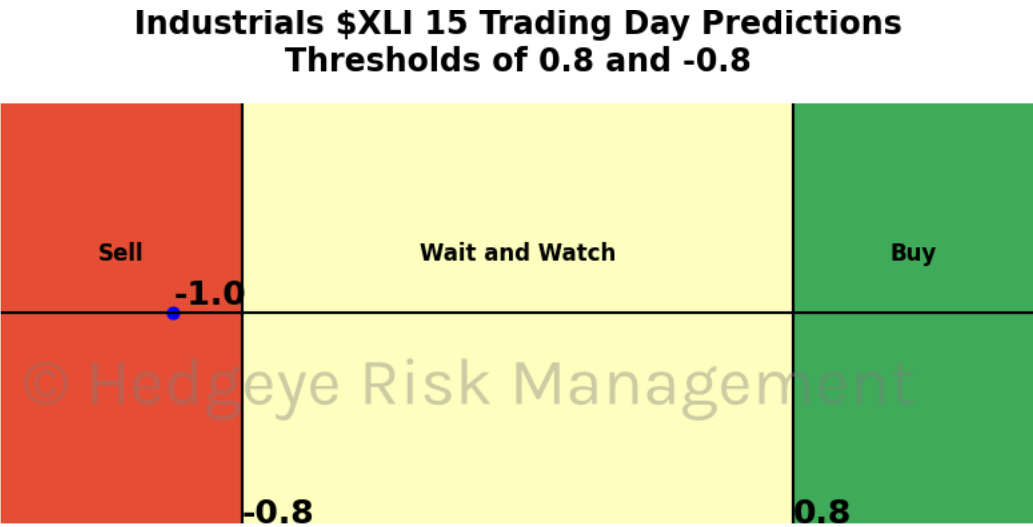 Industrials $XLI 15 Trading Day Predictions
Thresholds of 0.8 and -0.8
Sell
Wait and Watch
Buy
-1.0
© Hedgeye Risk Management
-0.8
0.8